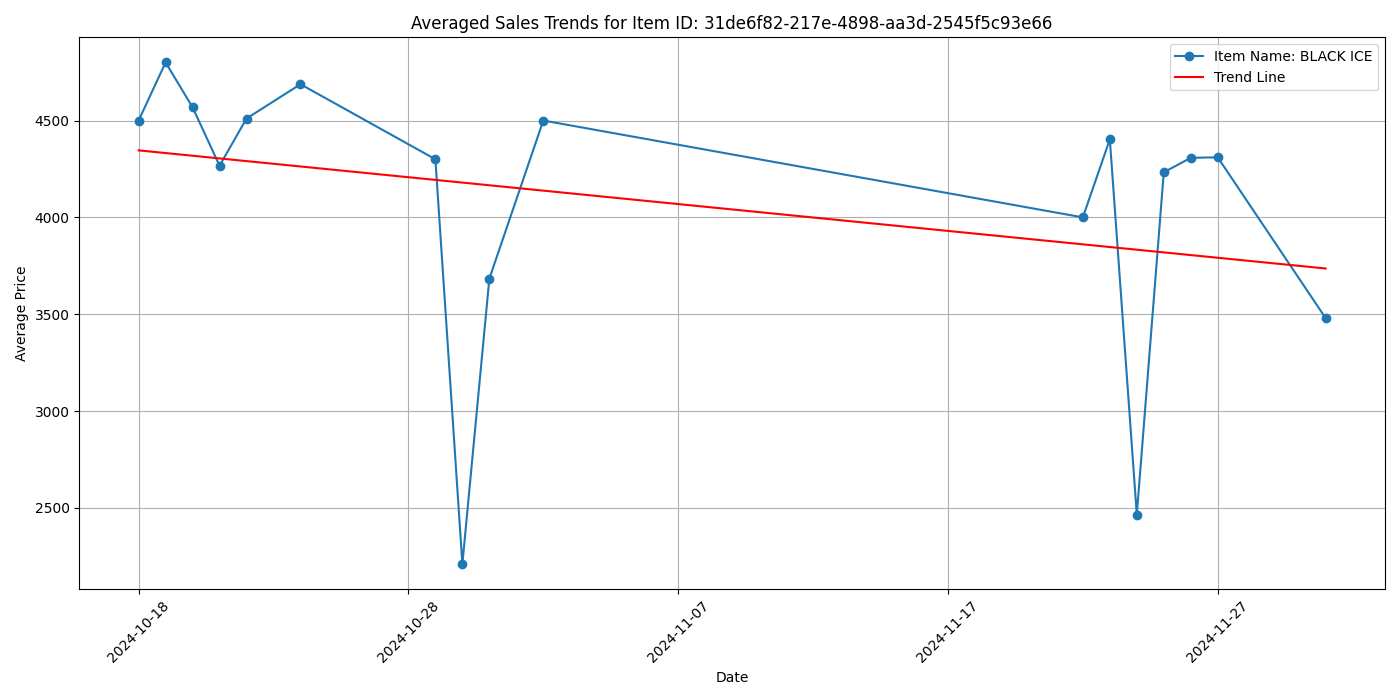 Averaged Sales Trends for Item ID: 31de6f82-217e-4898-aa3d-2545f5c93e66
Item Name: BLACK ICE
Trend Line
Average Price
4500
4000
3500
3000
2500
2024-10-18
2024-10-28
2024-11-07
2024-11-17
2024-11-27
Date